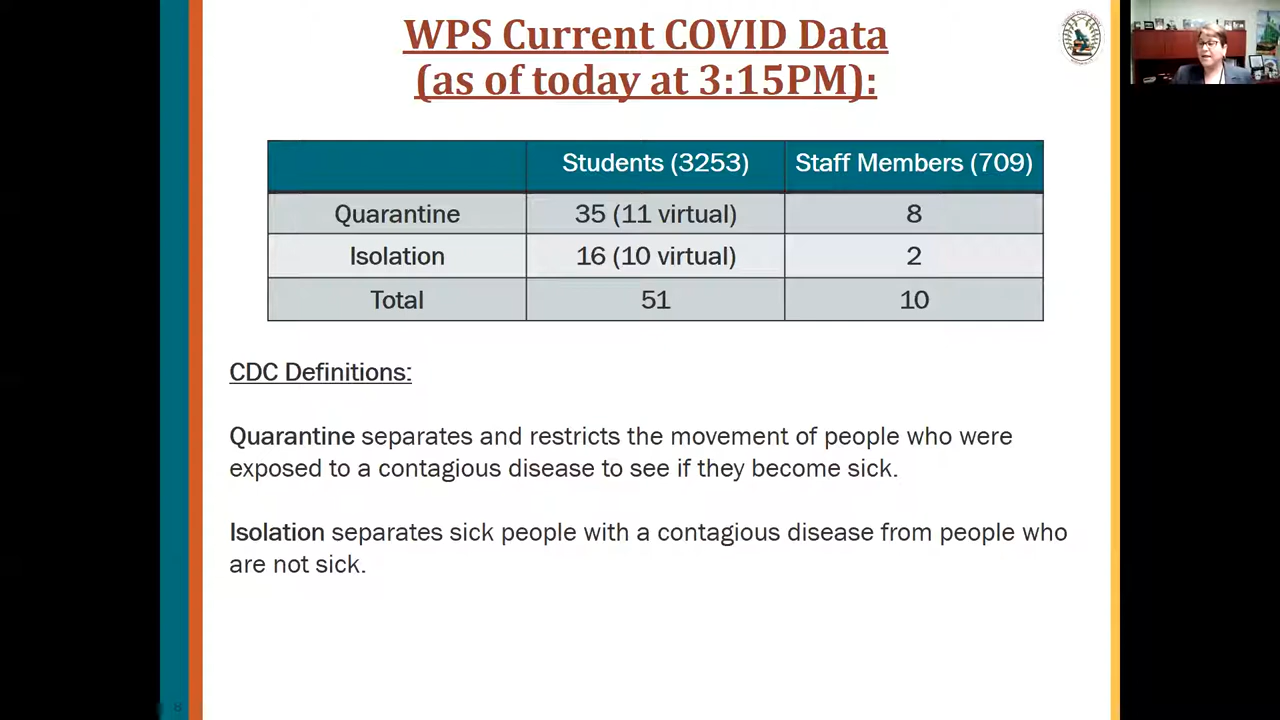 WPS Current COVID Data
(as of today at 3:15PM):
Students (3253) Staff Members (709)
Quarantine 35 (11 virtual) 8
Isolation 16 (10 virtual) 2
Total 51 10
CDC Definitions:
Quarantine separates and restricts the movement of people who were
exposed to a contagious disease to see if they become sick.
Isolation separates sick people with a contagious disease from people who
are not sick.
8